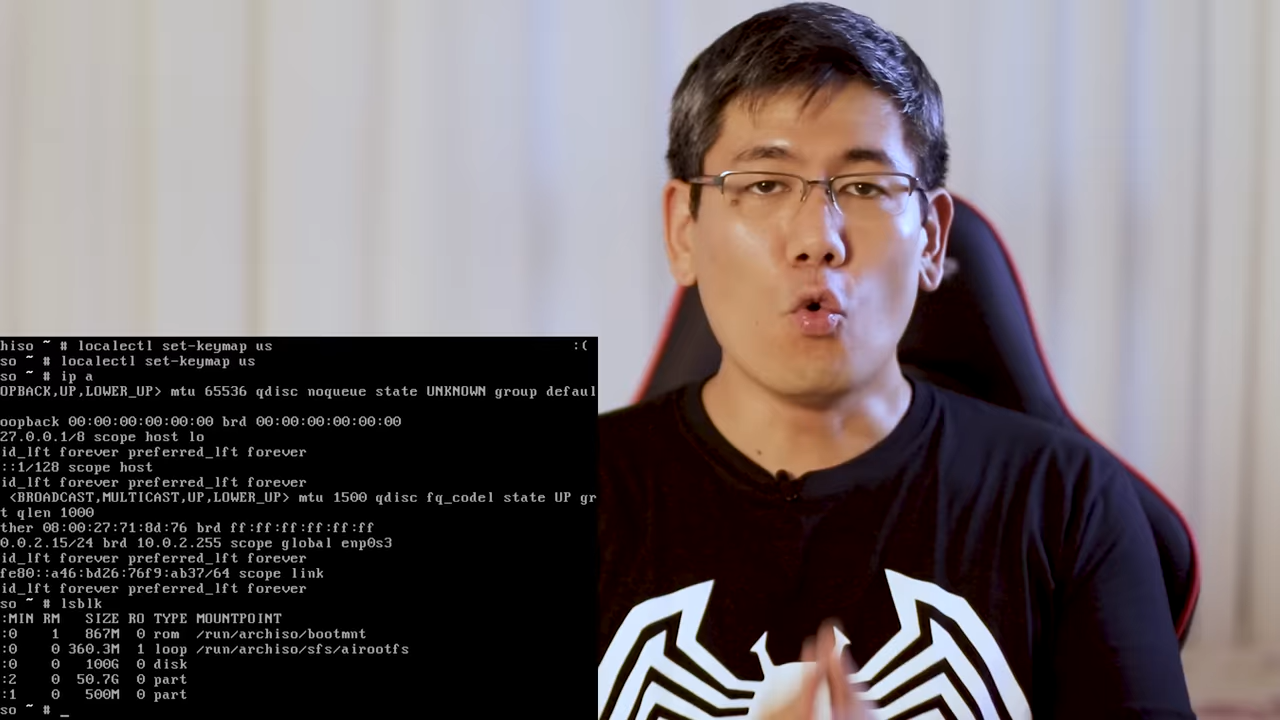 hiso ~ # localectl set-keymap us :(
so ~ # localectl set-keymap us
so ~ # ip a
OPBACK,UP,LOWER_UP> mtu 65536 qdisc noqueue state UNKNOWN group defaul
oopback 00:00:00:00:00:00 brd 00:00:00:00:00:00
27.0.0.1/8 scope host lo
id_lft forever preferred_lft forever
::1/128 scope host
id_lft forever preferred_lft forever
<BROADCAST,MULTICAST,UP,LOWER_UP> mtu 1500 qdisc fq_codel state UP gr
t qlen 1000
ther 08:00:27:71:8d:76 brd ff:ff:ff:ff:ff:ff
0.0.2.15/24 brd 10.0.2.255 scope global enp0s3
id_lft forever preferred_lft forever
fe80::a46:bd26:76f9:ab37/64 scope link
id_lft forever preferred_lft forever
so ~ # lsblk
:MIN RM SIZE RO TYPE MOUNTPOINT
:0 1 867M 0 rom /run/archiso/bootmnt
:0 0 360.3M 1 loop /run/archiso/sfs/airootfs
:0 0 100G 0 disk
:2 0 50.7G 0 part
:1 0 500M 0 part
so ~ # _